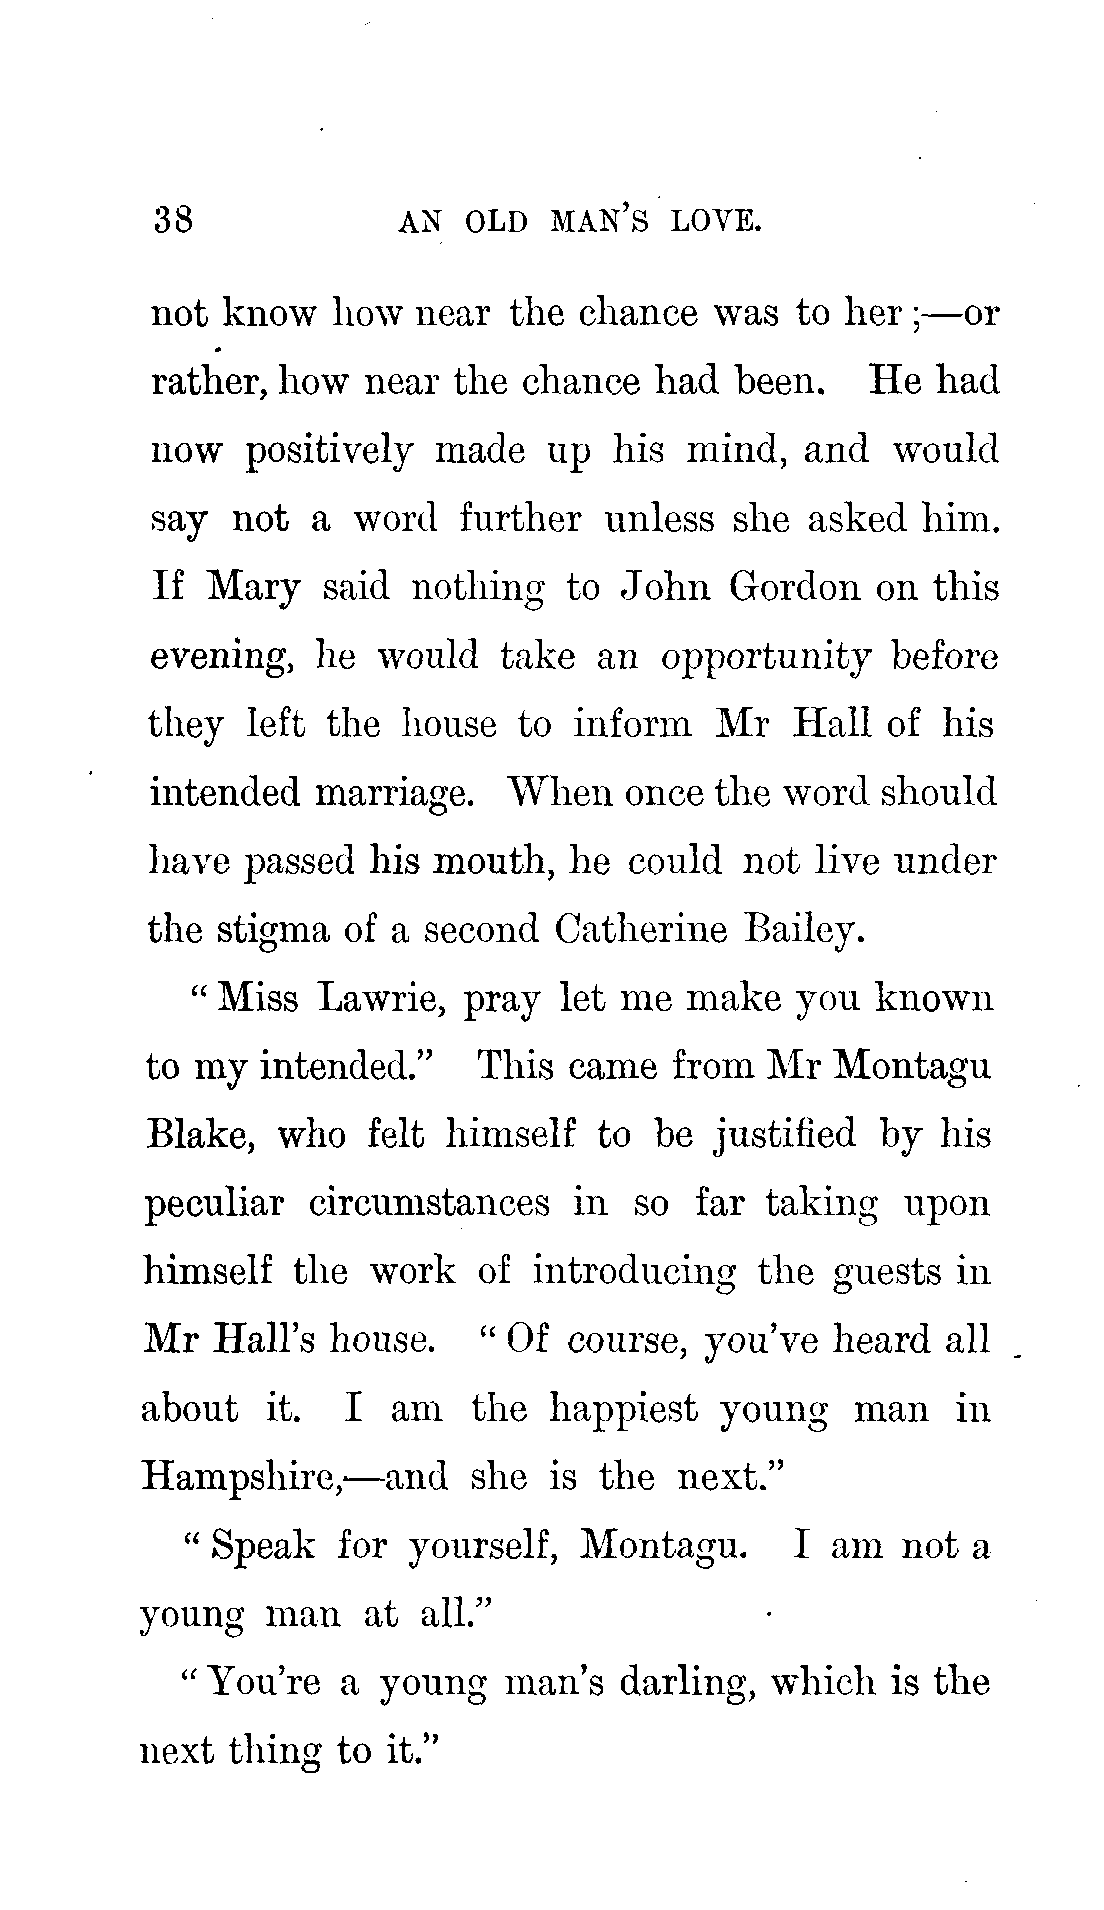 38 AN OLD MAN'S LOVE.
not know how near the chance was to her;—or
rather, how near the chance had been. He had
now positively made up his mind, and would
say not a word further unless she asked him.
If Mary said nothing to John Gordon on this
evening, he would take an opportunity before
they left the house to inform Mr Hall of his
intended marriage. When once the word should
have passed his mouth, he could not live under
the stigma of a second Catherine Bailey.
"Miss Lawrie, pray let me make you known
to my intended." This came from Mr Montagu
Blake, who felt himself to be justified by his
peculiar circumstances in so far taking upon
himself the work of introducing the guests in
Mr Hall's house. "Of course, you've heard all
about it. I am the happiest young man in
Hampshire,—and she is the next."
"Speak for yourself, Montagu. I am not a
young man at all."
"You're a young man's darling, which is the
next thing to it."